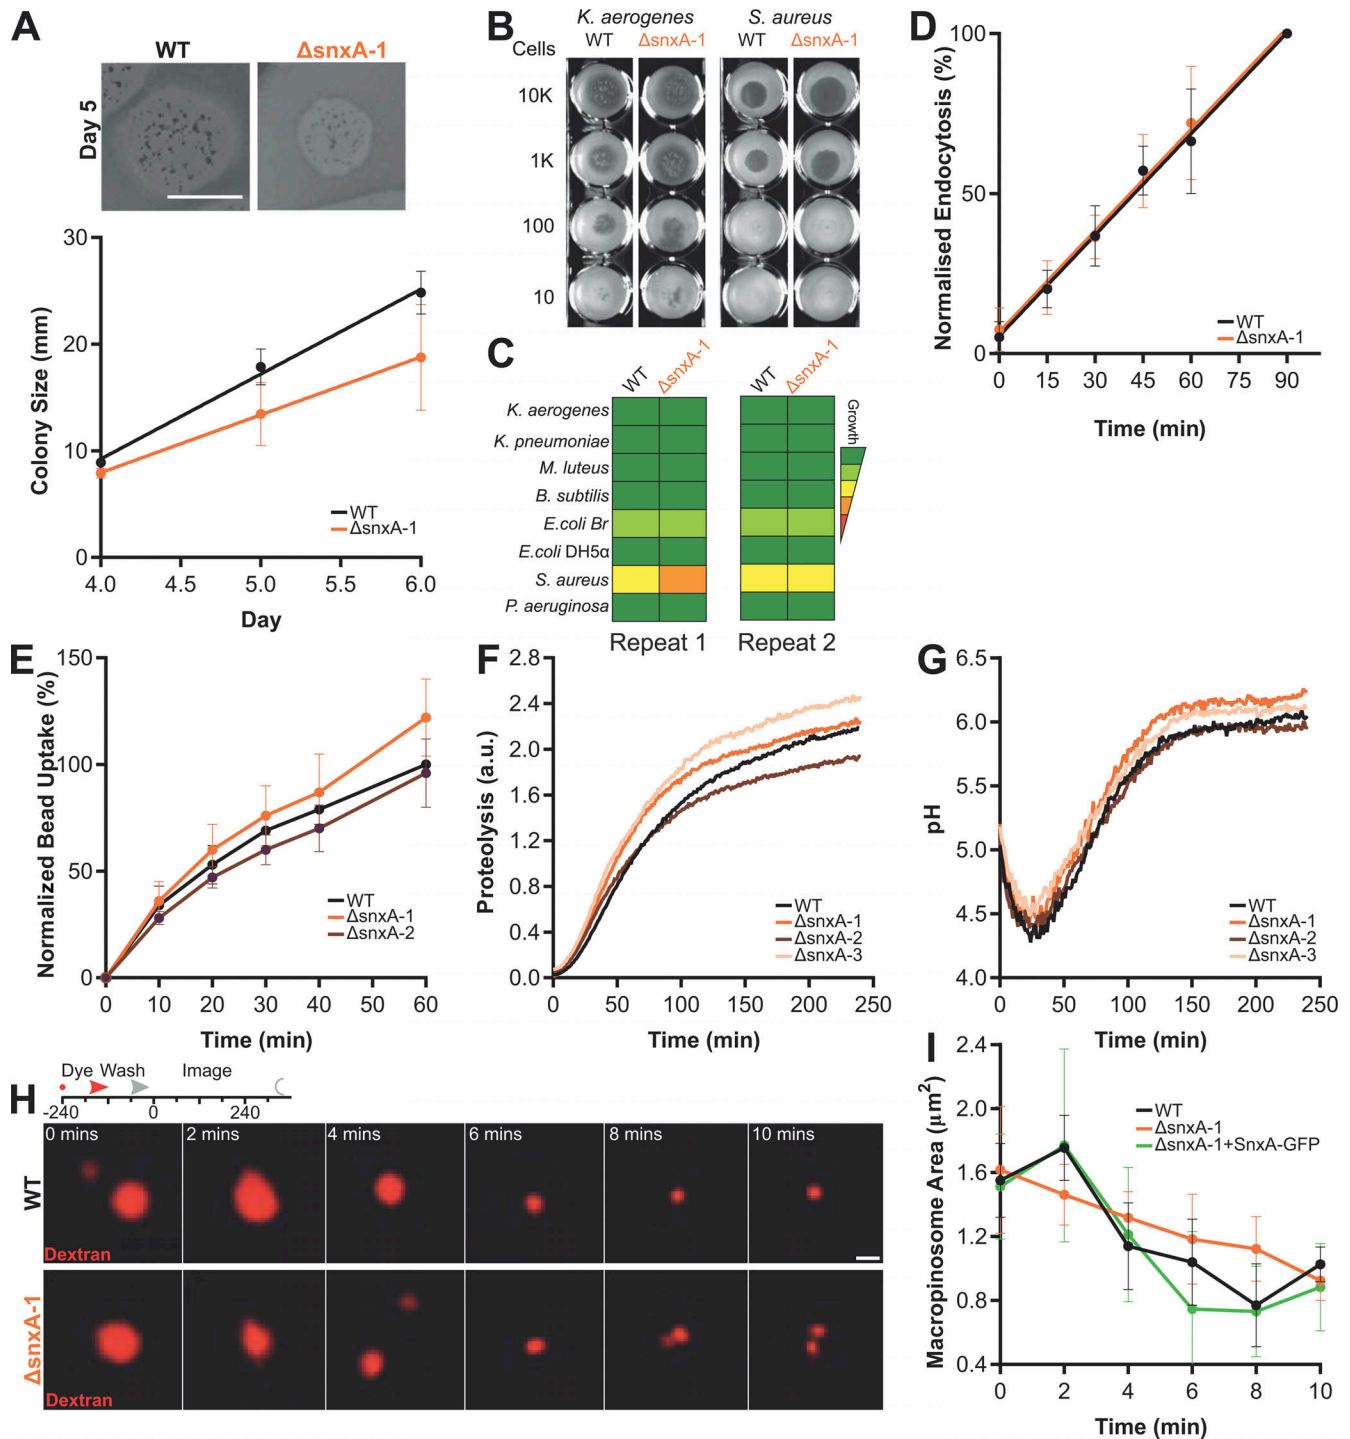 A
WT
ΔsnxA-1
Day 5
Colony Size (mm)
30
20
10
0
4.0 4.5 5.0 5.5 6.0
Day
WT
ΔsnxA-1
B
K. aerogenes S. aureus
Cells WT ΔsnxA-1 WT ΔsnxA-1
10K
1K
100
10
C
WT ΔsnxA-1 WT ΔsnxA-1
K. aerogenes
K. pneumoniae
M. luteus
B. subtilis
E.coli Br
E.coli DH5α
S. aureus
P. aeruginosa
Growth
Repeat 1 Repeat 2
D
Normalised Endocytosis (%)
100
50
0
0 15 30 45 60 75 90
Time (min)
WT
ΔsnxA-1
E
Normalized Bead Uptake (%)
150
100
50
0
0 10 20 30 40 50 60
Time (min)
WT
ΔsnxA-1
ΔsnxA-2
F
Proteolysis (a.u.)
2.8
2.4
2.0
1.6
1.2
0.8
0.4
0.0
0 50 100 150 200 250
Time (min)
WT
ΔsnxA-1
ΔsnxA-2
ΔsnxA-3
G
pH
6.5
6.0
5.5
5.0
4.5
4.0
0 50 100 150 200 250
Time (min)
WT
ΔsnxA-1
ΔsnxA-2
ΔsnxA-3
H
Dye Wash Image
-240 0 240
0 mins 2 mins 4 mins 6 mins 8 mins 10 mins
WT
Dextran
ΔsnxA-1
Dextran
I
Macropinosome Area (μm²)
2.4
2.0
1.6
1.2
0.8
0.4
0 2 4 6 8 10
Time (min)
WT
ΔsnxA-1
ΔsnxA-1+SnxA-GFP